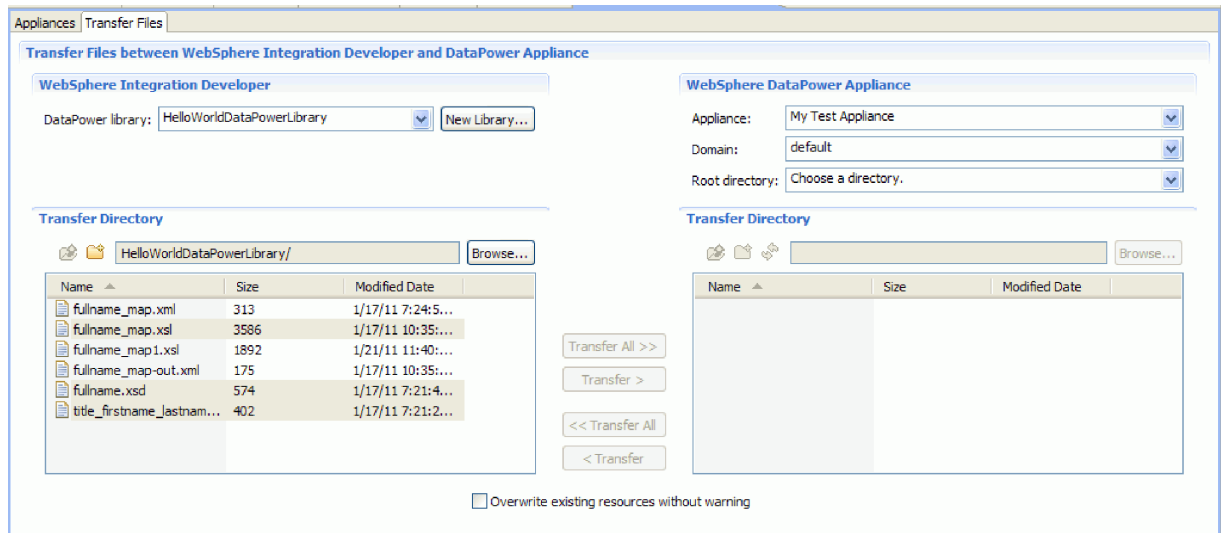 Appliances Transfer Files
Transfer Files between WebSphere Integration Developer and DataPower Appliance
WebSphere Integration Developer
DataPower library: HelloWorldDataPowerLibrary New Library...
WebSphere DataPower Appliance
Appliance: My Test Appliance
Domain: default
Root directory: Choose a directory.
Transfer Directory
HelloWorldDataPowerLibrary/ Browse...
Name Size Modified Date
fullname_map.xml 313 1/17/11 7:24:5...
fullname_map.xsl 3586 1/17/11 10:35:...
fullname_map1.xsl 1892 1/21/11 11:40:...
fullname_map-out.xml 175 1/17/11 10:35:...
fullname.xsd 574 1/17/11 7:21:4...
title_firstname_lastnam... 402 1/17/11 7:21:2...
Transfer All >>
Transfer >
<< Transfer All
< Transfer
Transfer Directory
Browse...
Name Size Modified Date
Overwrite existing resources without warning